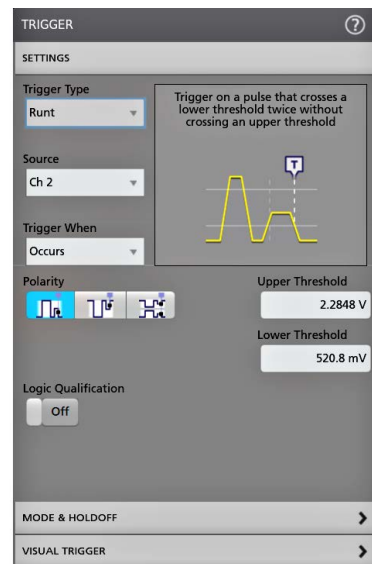 TRIGGER
?
SETTINGS
Trigger Type
Runt
Trigger on a pulse that crosses a
lower threshold twice without
crossing an upper threshold
T
Source
Ch 2
Trigger When
Occurs
Polarity
Upper Threshold
2.2848 V
Lower Threshold
520.8 mV
Logic Qualification
Off
MODE & HOLDOFF
VISUAL TRIGGER